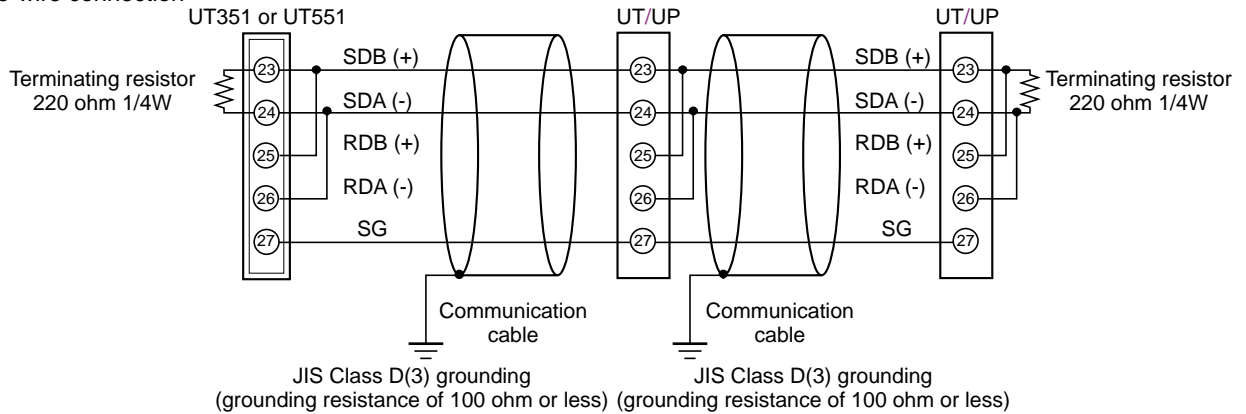 wire connection
UT351 or UT551 UT/UP UT/UP
Terminating resistor
220 ohm 1/4W
23 SDB (+) 23 SDB (+) 23
24 SDA (-) 24 SDA (-) 24
25 RDB (+) 25 RDB (+) 25
26 RDA (-) 26 RDA (-) 26
27 SG 27 SG 27
Terminating resistor
220 ohm 1/4W
Communication
cable
Communication
cable
JIS Class D(3) grounding
(grounding resistance of 100 ohm or less)
JIS Class D(3) grounding
(grounding resistance of 100 ohm or less)